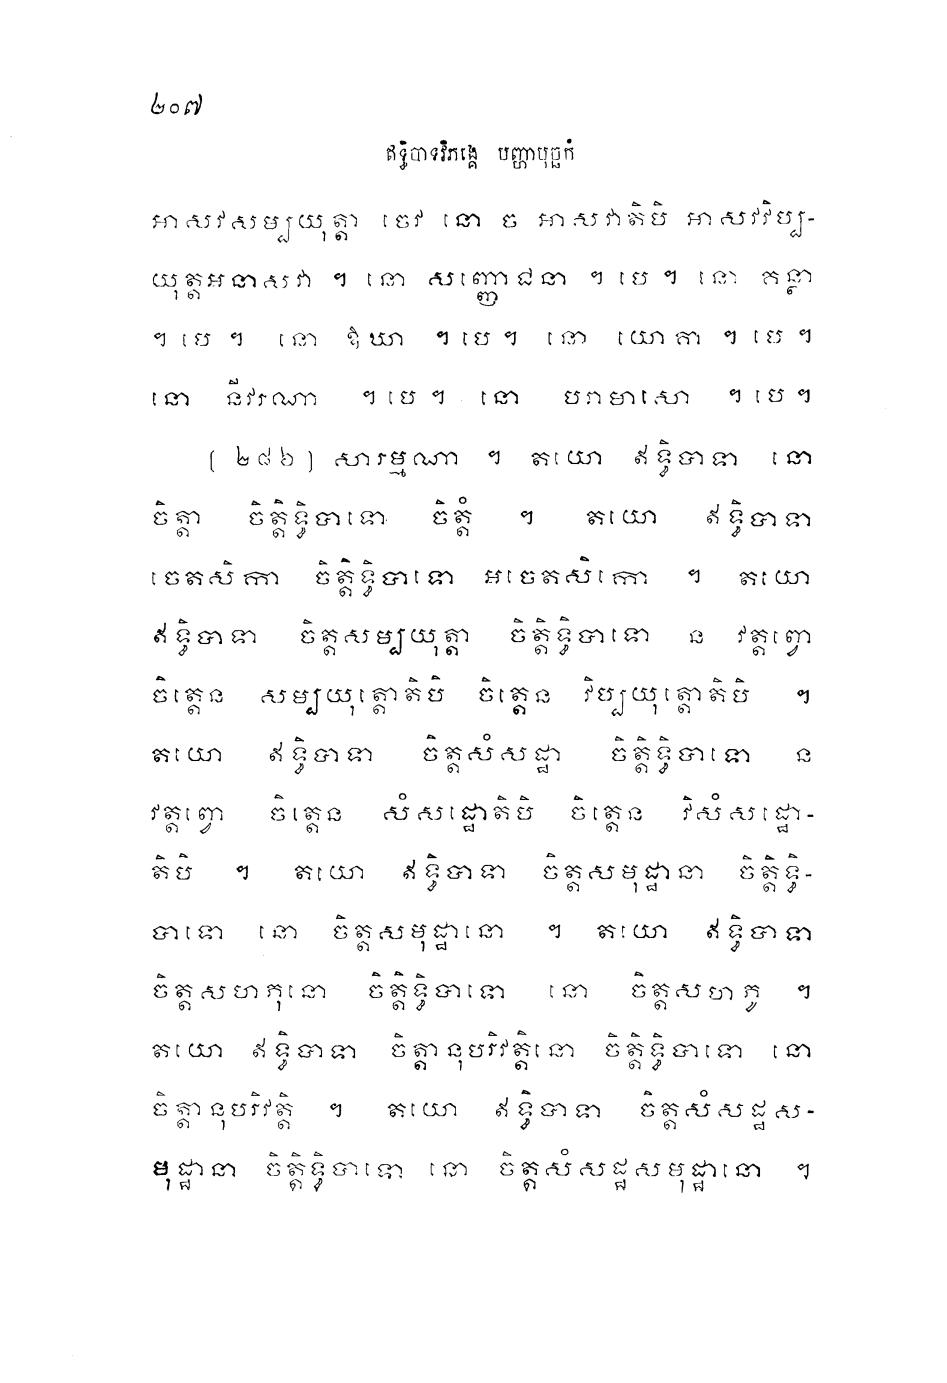 ២០៧
ឥទ្ធិបាទវិភង្គេ បញ្ហាបុច្ឆកំ
អាសវសម្បយុត្តា ចេវ នោ ច អាសវាតិបិ អាសវវិប្ប-
យុត្តអនាសវា ។ នោ សញ្ញោជនា ។ បេ ។ នោ គន្ថា
។ បេ ។ នោ ឱឃា ។ បេ ។ នោ យោគា ។ បេ ។
នោ នីវរណា ។ បេ ។ នោ បរាមាសោ ។ បេ ។
(២៨៦) សារម្មណា ។ តយោ ឥទ្ធិបាទា នោ
ចិត្តា ចិត្តិទ្ធិបាទោ ចិត្តំ ។ តយោ ឥទ្ធិបាទា
ចេតសិកា ចិត្តិទ្ធិបាទោ អចេតសិកោ ។ តយោ
ឥទ្ធិបាទា ចិត្តសម្បយុត្តា ចិត្តិទ្ធិបាទោ ន វត្តព្វោ
ចិត្តេន សម្បយុត្តោតិបិ ចិត្តេន វិប្បយុត្តោតិបិ ។
តយោ ឥទ្ធិបាទា ចិត្តសំសដ្ឋា ចិត្តិទ្ធិបាទោ ន
វត្តព្វោ ចិត្តេន សំសដ្ឋោតិបិ ចិត្តេន វិសំសដ្ឋោ-
តិបិ ។ តយោ ឥទ្ធិបាទា ចិត្តសមុដ្ឋានា ចិត្តិទ្ធិ-
បាទោ នោ ចិត្តសមុដ្ឋានោ ។ តយោ ឥទ្ធិបាទា
ចិត្តសហភុនោ ចិត្តិទ្ធិបាទោ នោ ចិត្តសហភូ ។
តយោ ឥទ្ធិបាទា ចិត្តានុបរិវត្តិនោ ចិត្តិទ្ធិបាទោ នោ
ចិត្តានុបរិវត្តិ ។ តយោ ឥទ្ធិបាទា ចិត្តសំសដ្ឋស-
មុដ្ឋានា ចិត្តិទ្ធិបាទោ នោ ចិត្តសំសដ្ឋសមុដ្ឋានោ ។